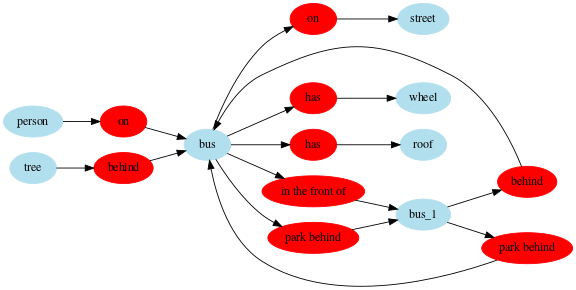 on
street
person
on
has
wheel
bus
has
roof
tree
behind
behind
in the front of
bus_1
park behind
park behind